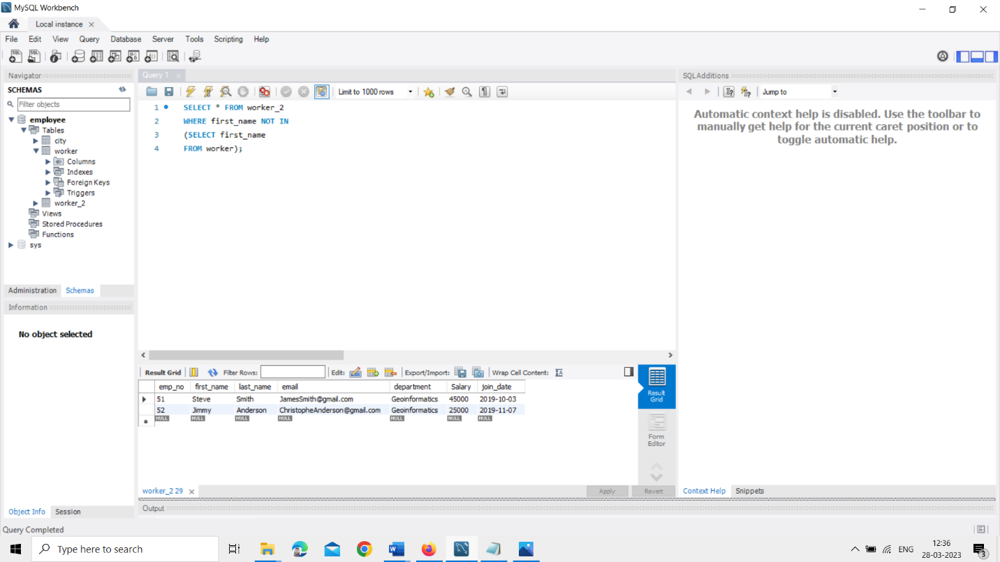 MySQL Workbench
Local instance
File Edit View Query Database Server Tools Scripting Help
Navigator
SCHEMAS
Filter objects
employee
Tables
city
worker
Columns
Indexes
Foreign Keys
Triggers
worker_2
Views
Stored Procedures
Functions
sys
Administration Schemas
Information
No object selected
Object Info Session
Query 1
Limit to 1000 rows
1 SELECT * FROM worker_2
2 WHERE first_name NOT IN
3 (SELECT first_name
4 FROM worker);
Result Grid Filter Rows: Edit: Export/Import: Wrap Cell Content:
emp_no first_name last_name email department Salary join_date
51 Steve Smith JamesSmith@gmail.com Geoinformatics 45000 2019-10-03
52 Jimmy Anderson ChristopheAnderson@gmail.com Geoinformatics 25000 2019-11-07
NULL NULL NULL NULL NULL NULL NULL
Result
Grid
Form
Editor
worker_2 29
Apply Revert
Output
SQLAdditions
Jump to
Automatic context help is disabled. Use the toolbar to
manually get help for the current caret position or to
toggle automatic help.
Context Help Snippets
Query Completed
Type here to search
ENG
12:36
28-03-2023
3